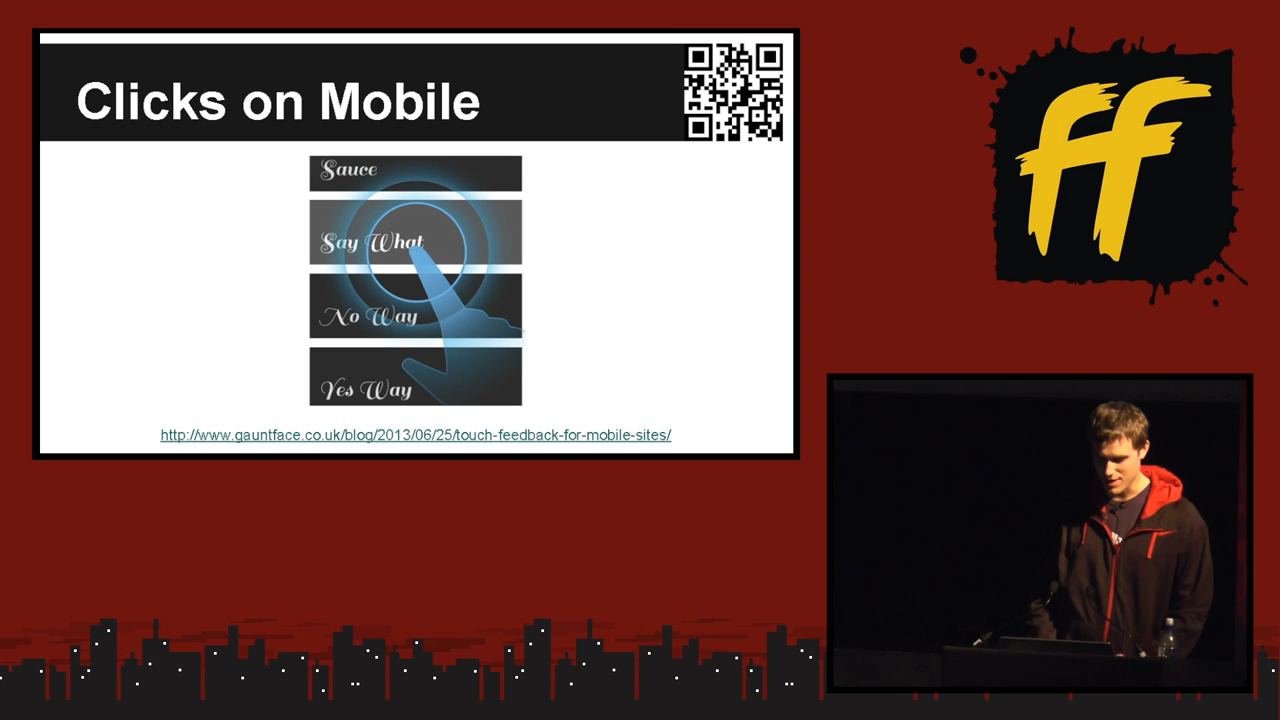 Clicks on Mobile
Sauce
Say What
No Way
Yes Way
http://www.gauntface.co.uk/blog/2013/06/25/touch-feedback-for-mobile-sites/
ff